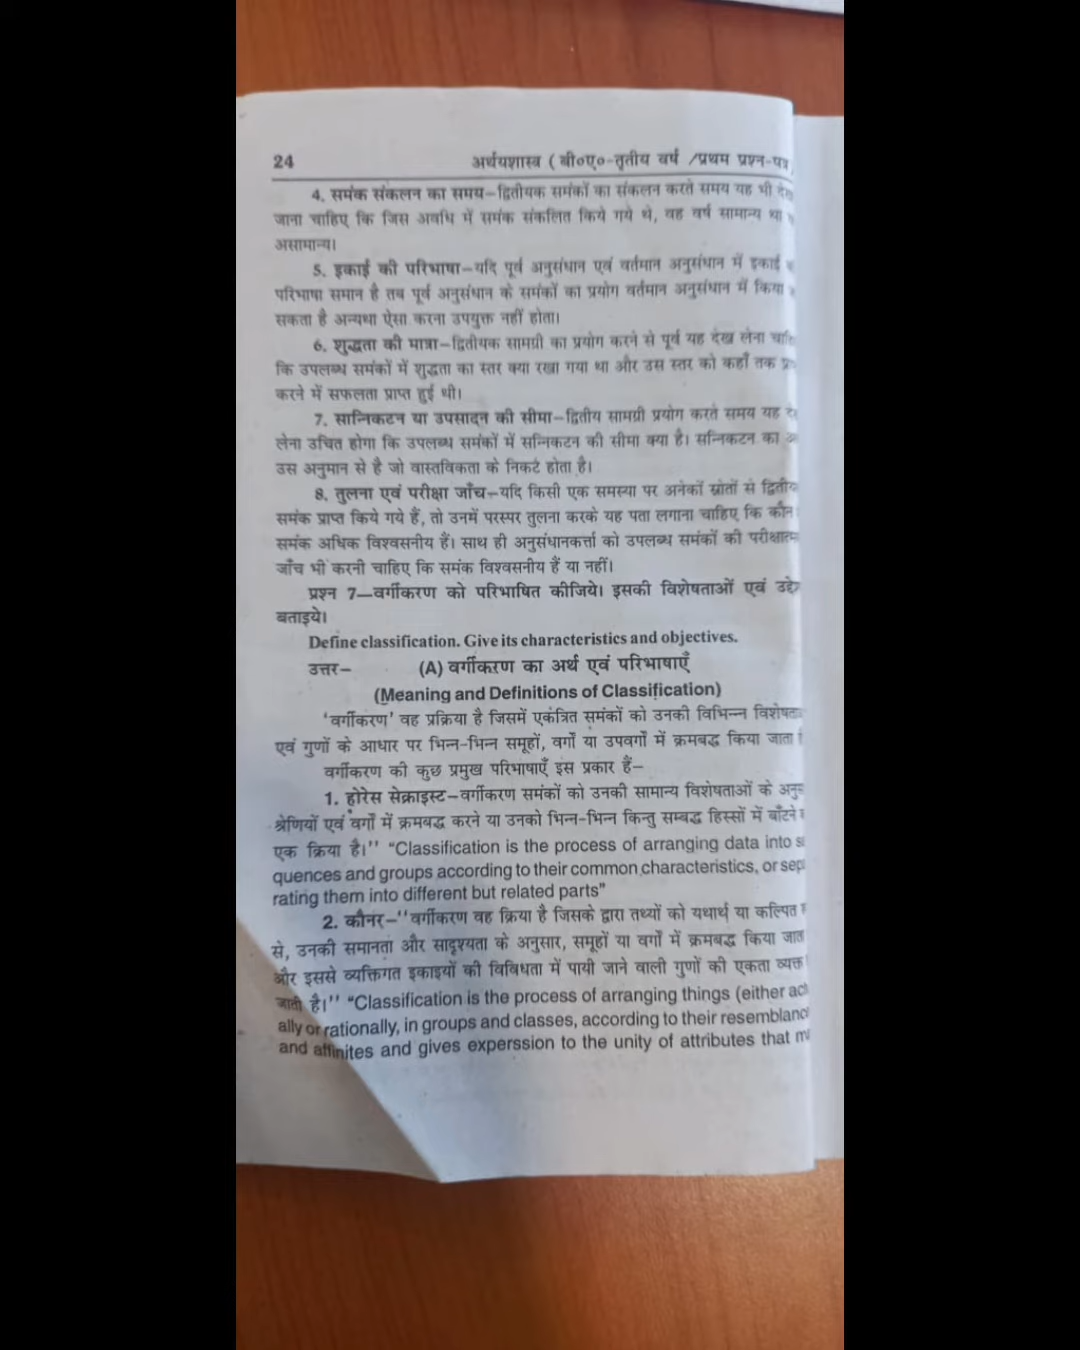 24 अर्थयशास्त्र ( बी०ए०-तृतीय वर्ष /प्रथम प्रश्न-पत्र
4. समंक संकलन का समय–द्वितीयक समंकों का संकलन करते समय यह भी
जाना चाहिए कि जिस अवधि में समंक संकलित किये गये थे, वह वर्ष सामान्य था
असामान्य।
5. इकाई की परिभाषा–यदि पूर्व अनुसंधान एवं वर्तमान अनुसंधान में इकाई
परिभाषा समान है तब पूर्व अनुसंधान के समंकों का प्रयोग वर्तमान अनुसंधान में किया
सकता है अन्यथा ऐसा करना उपयुक्त नहीं होता।
6. शुद्धता की मात्रा–द्वितीयक सामग्री का प्रयोग करने से पूर्व यह देख लेना
कि उपलब्ध समंकों में शुद्धता का स्तर क्या रखा गया था और उस स्तर को कहाँ तक
करने में सफलता प्राप्त हुई थी।
7. सान्निकटन या उपसादन की सीमा–द्वितीय सामग्री प्रयोग करते समय यह
लेना उचित होगा कि उपलब्ध समंकों में सन्निकटन की सीमा क्या है। सन्निकटन का
उस अनुमान से है जो वास्तविकता के निकट होता है।
8. तुलना एवं परीक्षा जाँच–यदि किसी एक समस्या पर अनेकों स्रोतों से द्वितीय
समंक प्राप्त किये गये हैं, तो उनमें परस्पर तुलना करके यह पता लगाना चाहिए कि कौन
समंक अधिक विश्वसनीय हैं। साथ ही अनुसंधानकर्त्ता को उपलब्ध समंकों की
जाँच भी करनी चाहिए कि समंक विश्वसनीय हैं या नहीं।
प्रश्न 7—वर्गीकरण को परिभाषित कीजिये। इसकी विशेषताओं एवं
बताइये।
Define classification. Give its characteristics and objectives.
उत्तर– (A) वर्गीकरण का अर्थ एवं परिभाषाएँ
(Meaning and Definitions of Classification)
'वर्गीकरण' वह प्रक्रिया है जिसमें एकत्रित समंकों को उनकी विभिन्न
एवं गुणों के आधार पर भिन्न-भिन्न समूहों, वर्गों या उपवर्गों में क्रमबद्ध किया जाता
वर्गीकरण की कुछ प्रमुख परिभाषाएँ इस प्रकार हैं–
1. होरेस सेक्राइस्ट–वर्गीकरण समंकों को उनकी सामान्य विशेषताओं के
श्रेणियों एवं वर्गों में क्रमबद्ध करने या उनको भिन्न-भिन्न किन्तु सम्बद्ध हिस्सों में बाँटने
एक क्रिया है।'' "Classification is the process of arranging data into
quences and groups according to their common characteristics, or
rating them into different but related parts"
2. कौनर–''वर्गीकरण वह क्रिया है जिसके द्वारा तथ्यों को यथार्थ या कल्पित
से, उनकी समानता और सादृश्यता के अनुसार, समूहों या वर्गों में क्रमबद्ध किया
और इससे व्यक्तिगत इकाइयों की विविधता में पायी जाने वाली गुणों की एकता व्यक्त
जाती है।'' "Classification is the process of arranging things (either
ally or rationally, in groups and classes, according to their
and affinites and gives experssion to the unity of attributes that